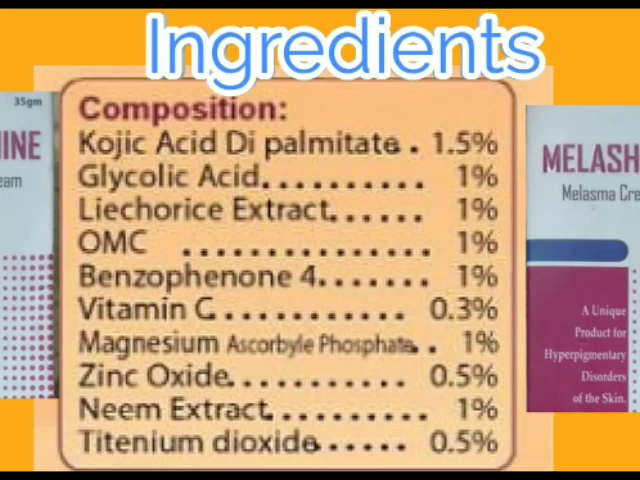 Ingredients
35gm
Composition:
Kojic Acid Di palmitate.. 1.5%
Glycolic Acid.......... 1%
Liechorice Extract...... 1%
OMC ................ 1%
Benzophenone 4....... 1%
Vitamin C............ 0.3%
Magnesium Ascorbyle Phosphate.. 1%
Zinc Oxide........... 0.5%
Neem Extract.......... 1%
Titenium dioxide...... 0.5%
INE
eam
MELASH
Melasma Cre
A Unique
Product for
Hyperpigmentary
Disorders
of the Skin.